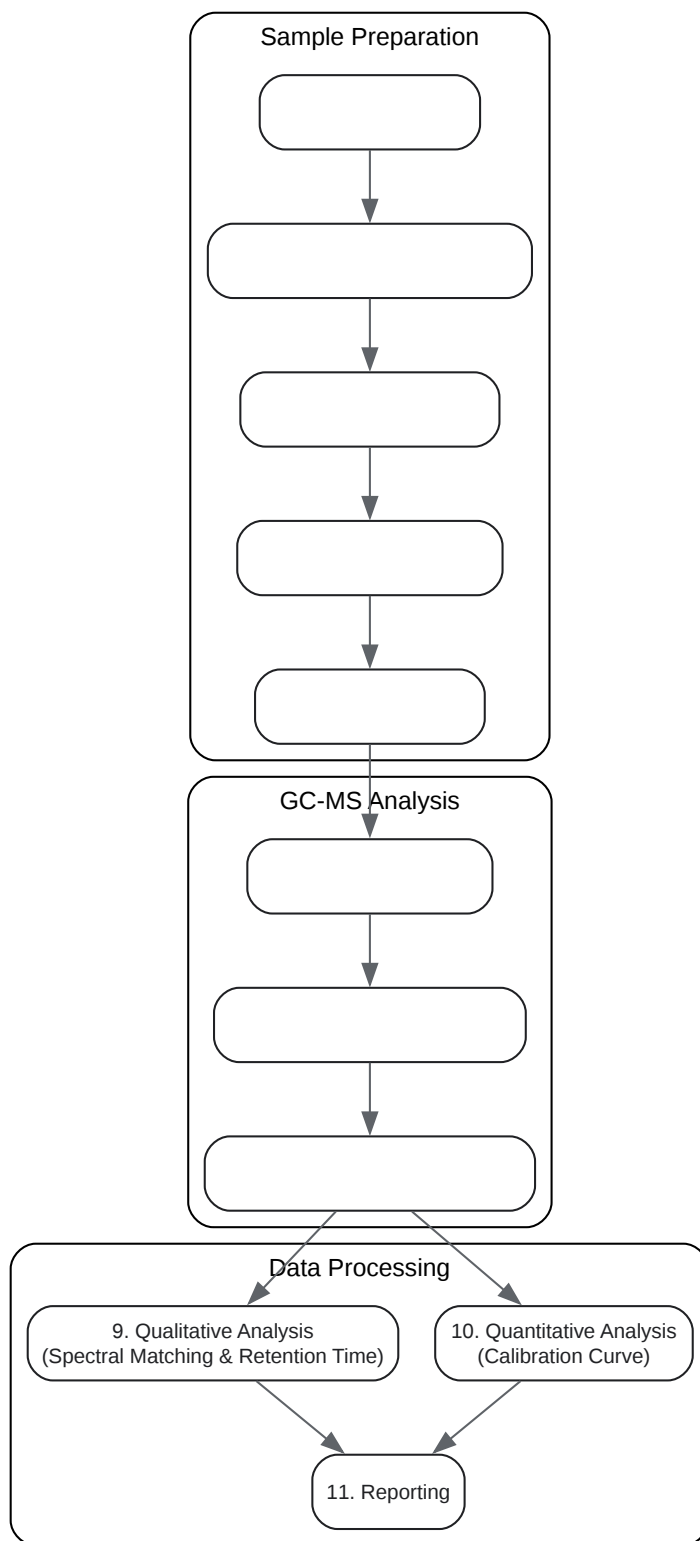 Sample Preparation
GC-MS Analysis
Data Processing
9. Qualitative Analysis
(Spectral Matching & Retention Time)
10. Quantitative Analysis
(Calibration Curve)
11. Reporting